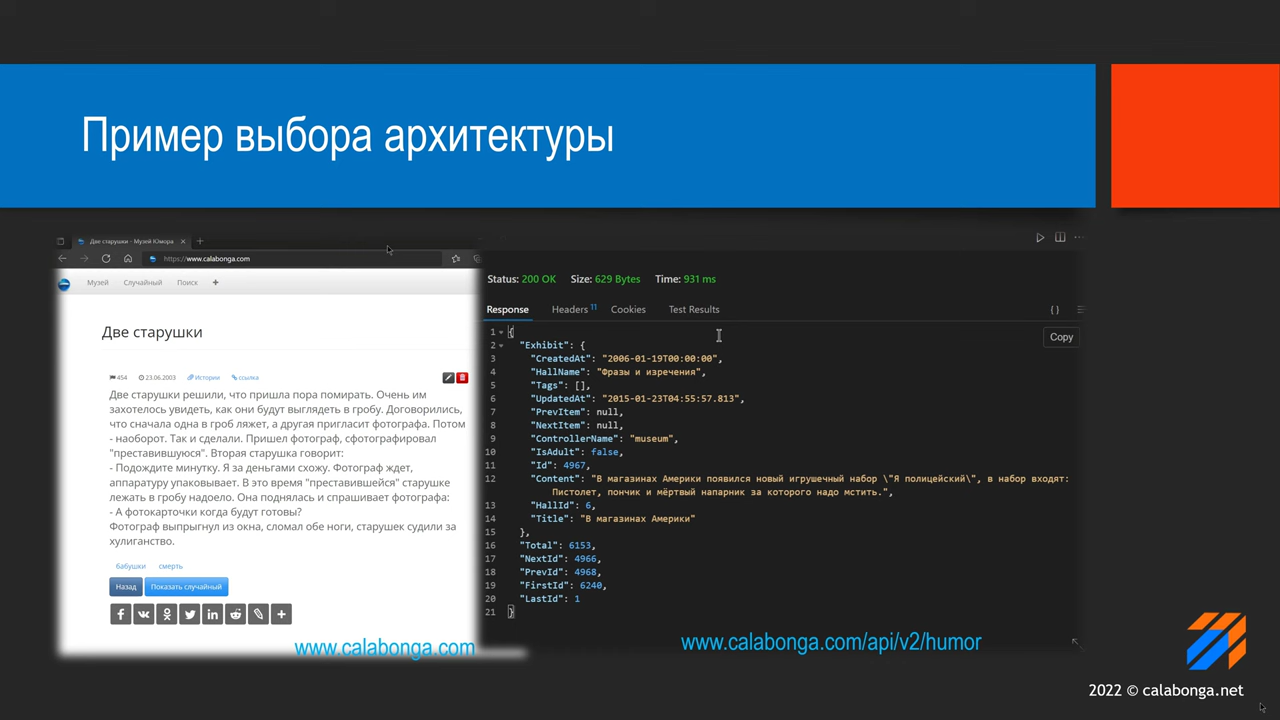 Пример выбора архитектуры
Две старушки - Музей Юмора
https://www.calabonga.com
Музей Случайный Поиск
Две старушки
454 23.06.2003 Истории ссылка
Две старушки решили, что пришла пора помирать. Очень им
захотелось увидеть, как они будут выглядеть в гробу. Договорились,
что сначала одна в гроб ляжет, а другая пригласит фотографа. Потом
- наоборот. Так и сделали. Пришел фотограф, сфотографировал
"преставившуюся". Вторая старушка говорит:
- Подождите минутку. Я за деньгами схожу. Фотограф ждет,
аппаратуру упаковывает. В это время "преставившейся" старушке
лежать в гробу надоело. Она поднялась и спрашивает фотографа:
- А фотокарточки когда будут готовы?
Фотограф выпрыгнул из окна, сломал обе ноги, старушек судили за
хулиганство.
бабушки смерть
Назад Показать случайный
www.calabonga.com
Status: 200 OK Size: 629 Bytes Time: 931 ms
Response Headers 11 Cookies Test Results
Copy
1 {
2 "Exhibit": {
3 "CreatedAt": "2006-01-19T00:00:00",
4 "HallName": "Фразы и изречения",
5 "Tags": [],
6 "UpdatedAt": "2015-01-23T04:55:57.813",
7 "PrevItem": null,
8 "NextItem": null,
9 "ControllerName": "museum",
10 "IsAdult": false,
11 "Id": 4967,
12 "Content": "В магазинах Америки появился новый игрушечный набор \"Я полицейский\", в набор входят:
Пистолет, пончик и мёртвый напарник за которого надо мстить.",
13 "HallId": 6,
14 "Title": "В магазинах Америки"
15 },
16 "Total": 6153,
17 "NextId": 4966,
18 "PrevId": 4968,
19 "FirstId": 6240,
20 "LastId": 1
21 }
www.calabonga.com/api/v2/humor
2022 © calabonga.net